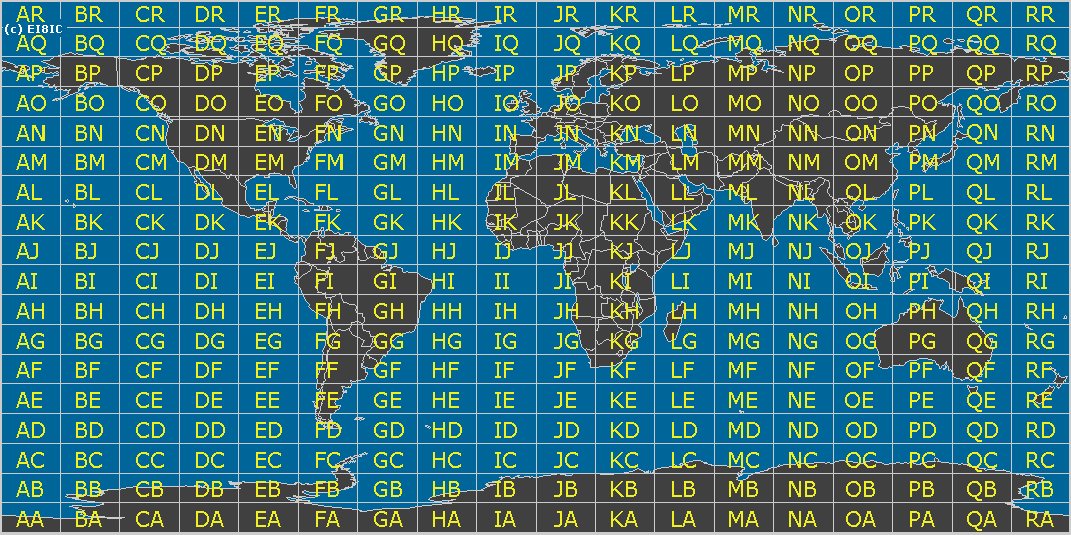 AR BR CR DR ER FR GR HR IR JR KR LR MR NR OR PR QR RR
(c) EI8IC
AQ BQ CQ DQ EQ FQ GQ HQ IQ JQ KQ LQ MQ NQ OQ PQ QQ RQ
AP BP CP DP EP FP GP HP IP JP KP LP MP NP OP PP QP RP
AO BO CO DO EO FO GO HO IO JO KO LO MO NO OO PO QO RO
AN BN CN DN EN FN GN HN IN JN KN LN MN NN ON PN QN RN
AM BM CM DM EM FM GM HM IM JM KM LM MM NM OM PM QM RM
AL BL CL DL EL FL GL HL IL JL KL LL ML NL OL PL QL RL
AK BK CK DK EK FK GK HK IK JK KK LK MK NK OK PK QK RK
AJ BJ CJ DJ EJ FJ GJ HJ IJ JJ KJ LJ MJ NJ OJ PJ QJ RJ
AI BI CI DI EI FI GI HI II JI KI LI MI NI OI PI QI RI
AH BH CH DH EH FH GH HH IH JH KH LH MH NH OH PH QH RH
AG BG CG DG EG FG GG HG IG JG KG LG MG NG OG PG QG RG
AF BF CF DF EF FF GF HF IF JF KF LF MF NF OF PF QF RF
AE BE CE DE EE FE GE HE IE JE KE LE ME NE OE PE QE RE
AD BD CD DD ED FD GD HD ID JD KD LD MD ND OD PD QD RD
AC BC CC DC EC FC GC HC IC JC KC LC MC NC OC PC QC RC
AB BB CB DB EB FB GB HB IB JB KB LB MB NB OB PB QB RB
AA BA CA DA EA FA GA HA IA JA KA LA MA NA OA PA QA RA